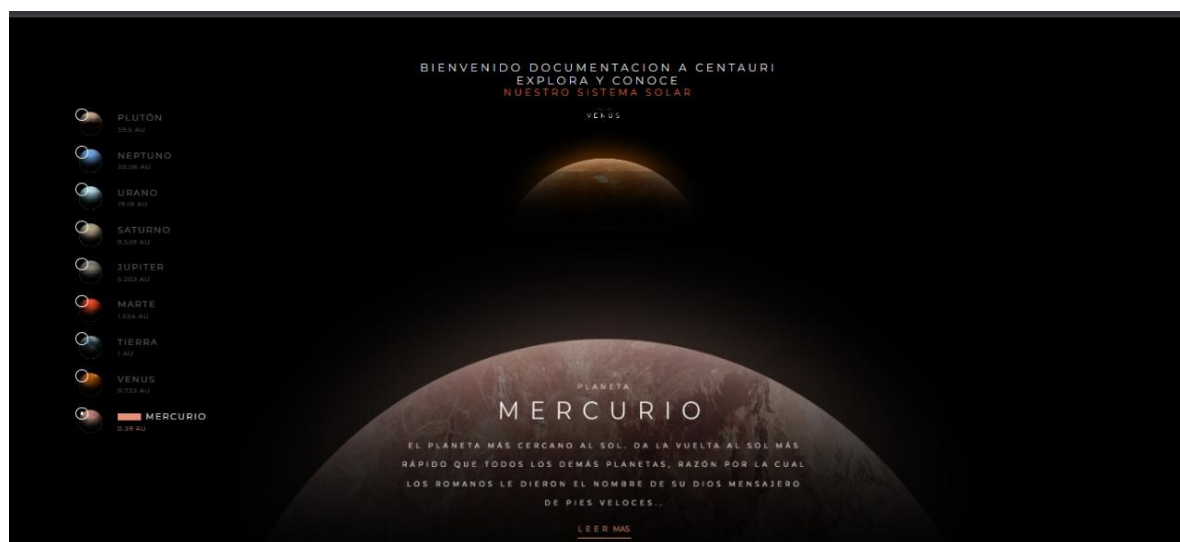 BIENVENIDO DOCUMENTACION A CENTAURI
EXPLORA Y CONOCE
NUESTRO SISTEMA SOLAR
VENUS
PLUTÓN
39.5 AU
NEPTUNO
30.06 AU
URANO
19.18 AU
SATURNO
9.539 AU
JUPITER
5.203 AU
MARTE
1.524 AU
TIERRA
1 AU
VENUS
0.723 AU
MERCURIO
0.39 AU
PLANETA
MERCURIO
EL PLANETA MÁS CERCANO AL SOL. DA LA VUELTA AL SOL MÁS
RÁPIDO QUE TODOS LOS DEMÁS PLANETAS, RAZÓN POR LA CUAL
LOS ROMANOS LE DIERON EL NOMBRE DE SU DIOS MENSAJERO
DE PIES VELOCES..
LEER MAS